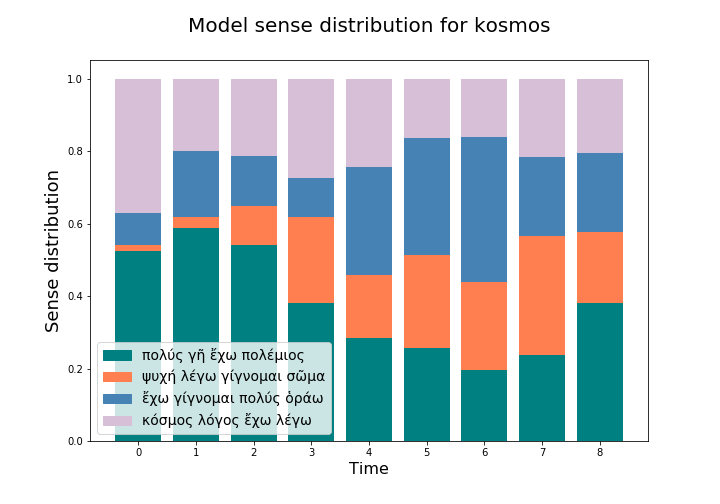 Model sense distribution for kosmos
Sense distribution
1.0
0.8
0.6
0.4
0.2
0.0
πολύς γῆ ἔχω πολέμιος
ψυχή λέγω γίγνομαι σῶμα
ἔχω γίγνομαι πολύς ὁράω
κόσμος λόγος ἔχω λέγω
0 1 2 3 4 5 6 7 8
Time